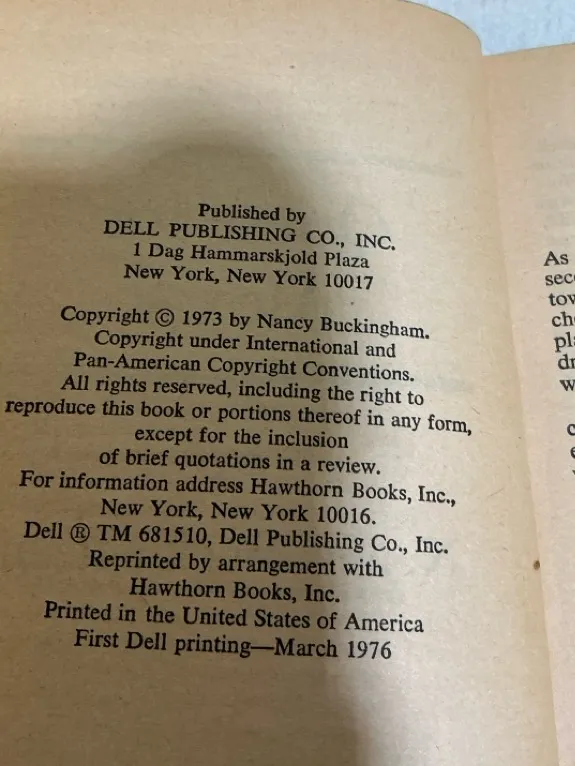 Published by
DELL PUBLISHING CO., INC.
1 Dag Hammarskjold Plaza
New York, New York 10017
Copyright © 1973 by Nancy Buckingham.
Copyright under International and
Pan-American Copyright Conventions.
All rights reserved, including the right to
reproduce this book or portions thereof in any form,
except for the inclusion
of brief quotations in a review.
For information address Hawthorn Books, Inc.,
New York, New York 10016.
Dell ® TM 681510, Dell Publishing Co., Inc.
Reprinted by arrangement with
Hawthorn Books, Inc.
Printed in the United States of America
First Dell printing—March 1976
As